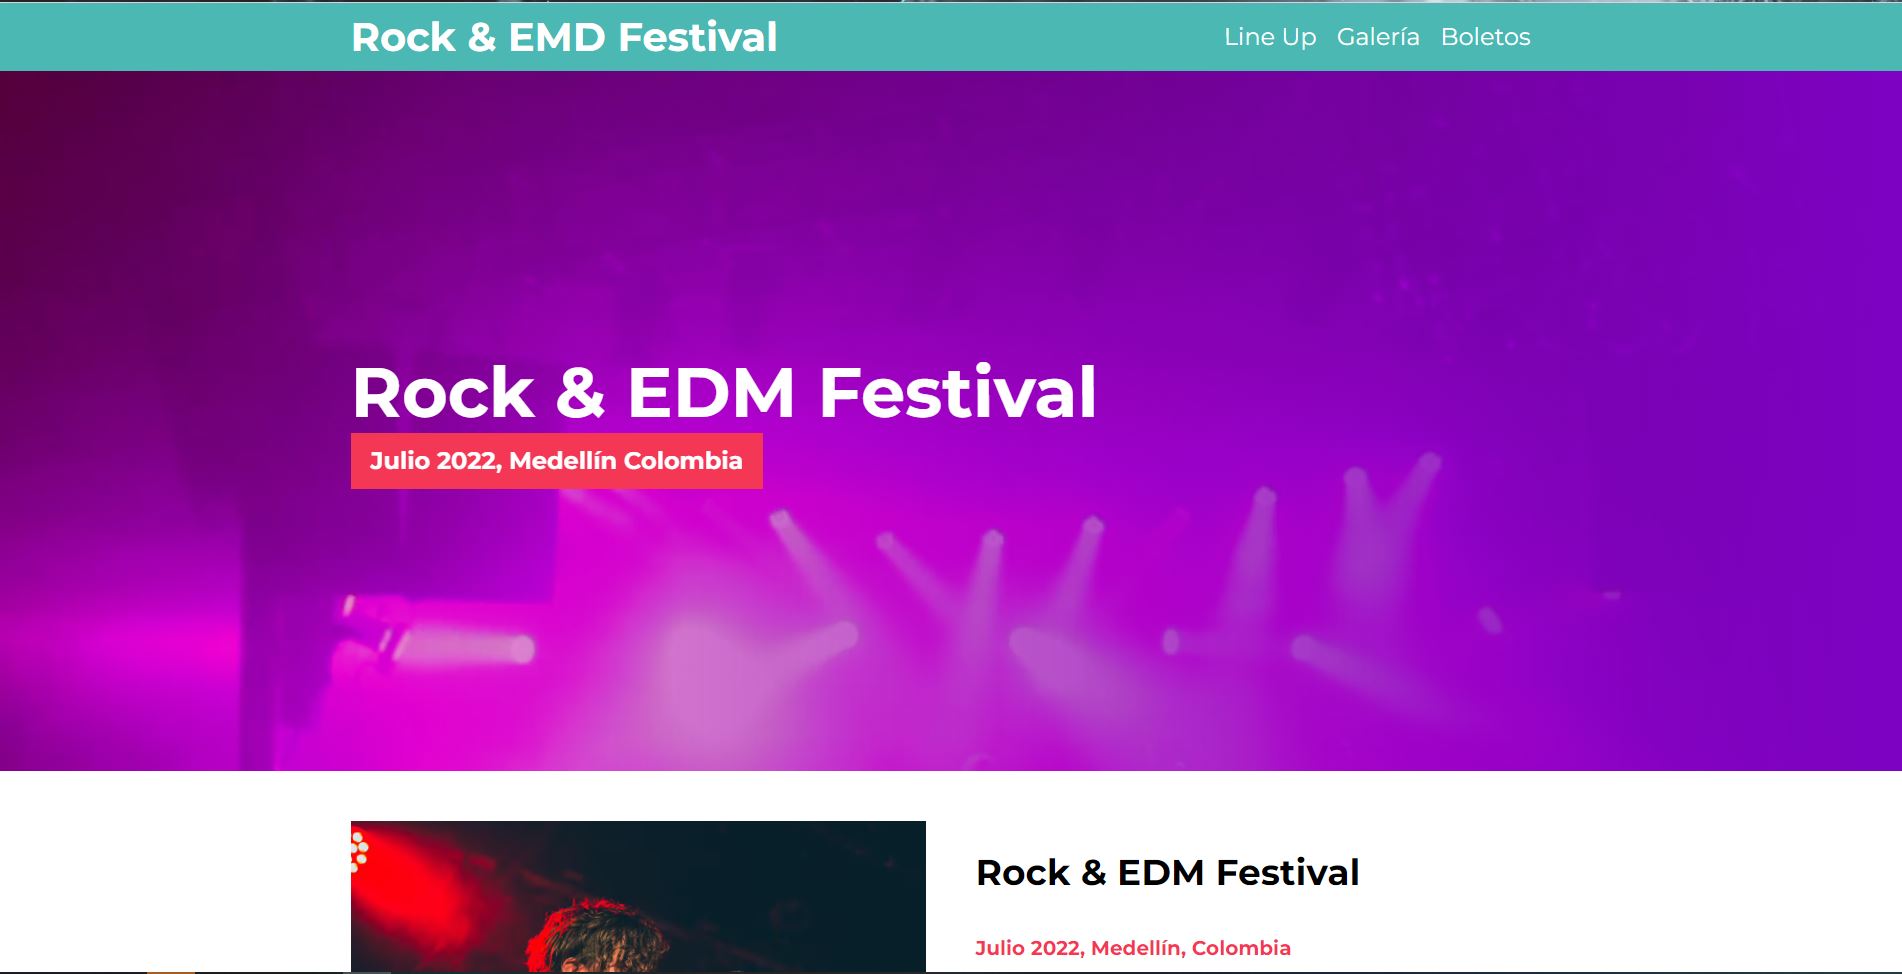 Rock & EMD Festival
Line Up Galería Boletos
Rock & EDM Festival
Julio 2022, Medellín Colombia
Rock & EDM Festival
Julio 2022, Medellín, Colombia